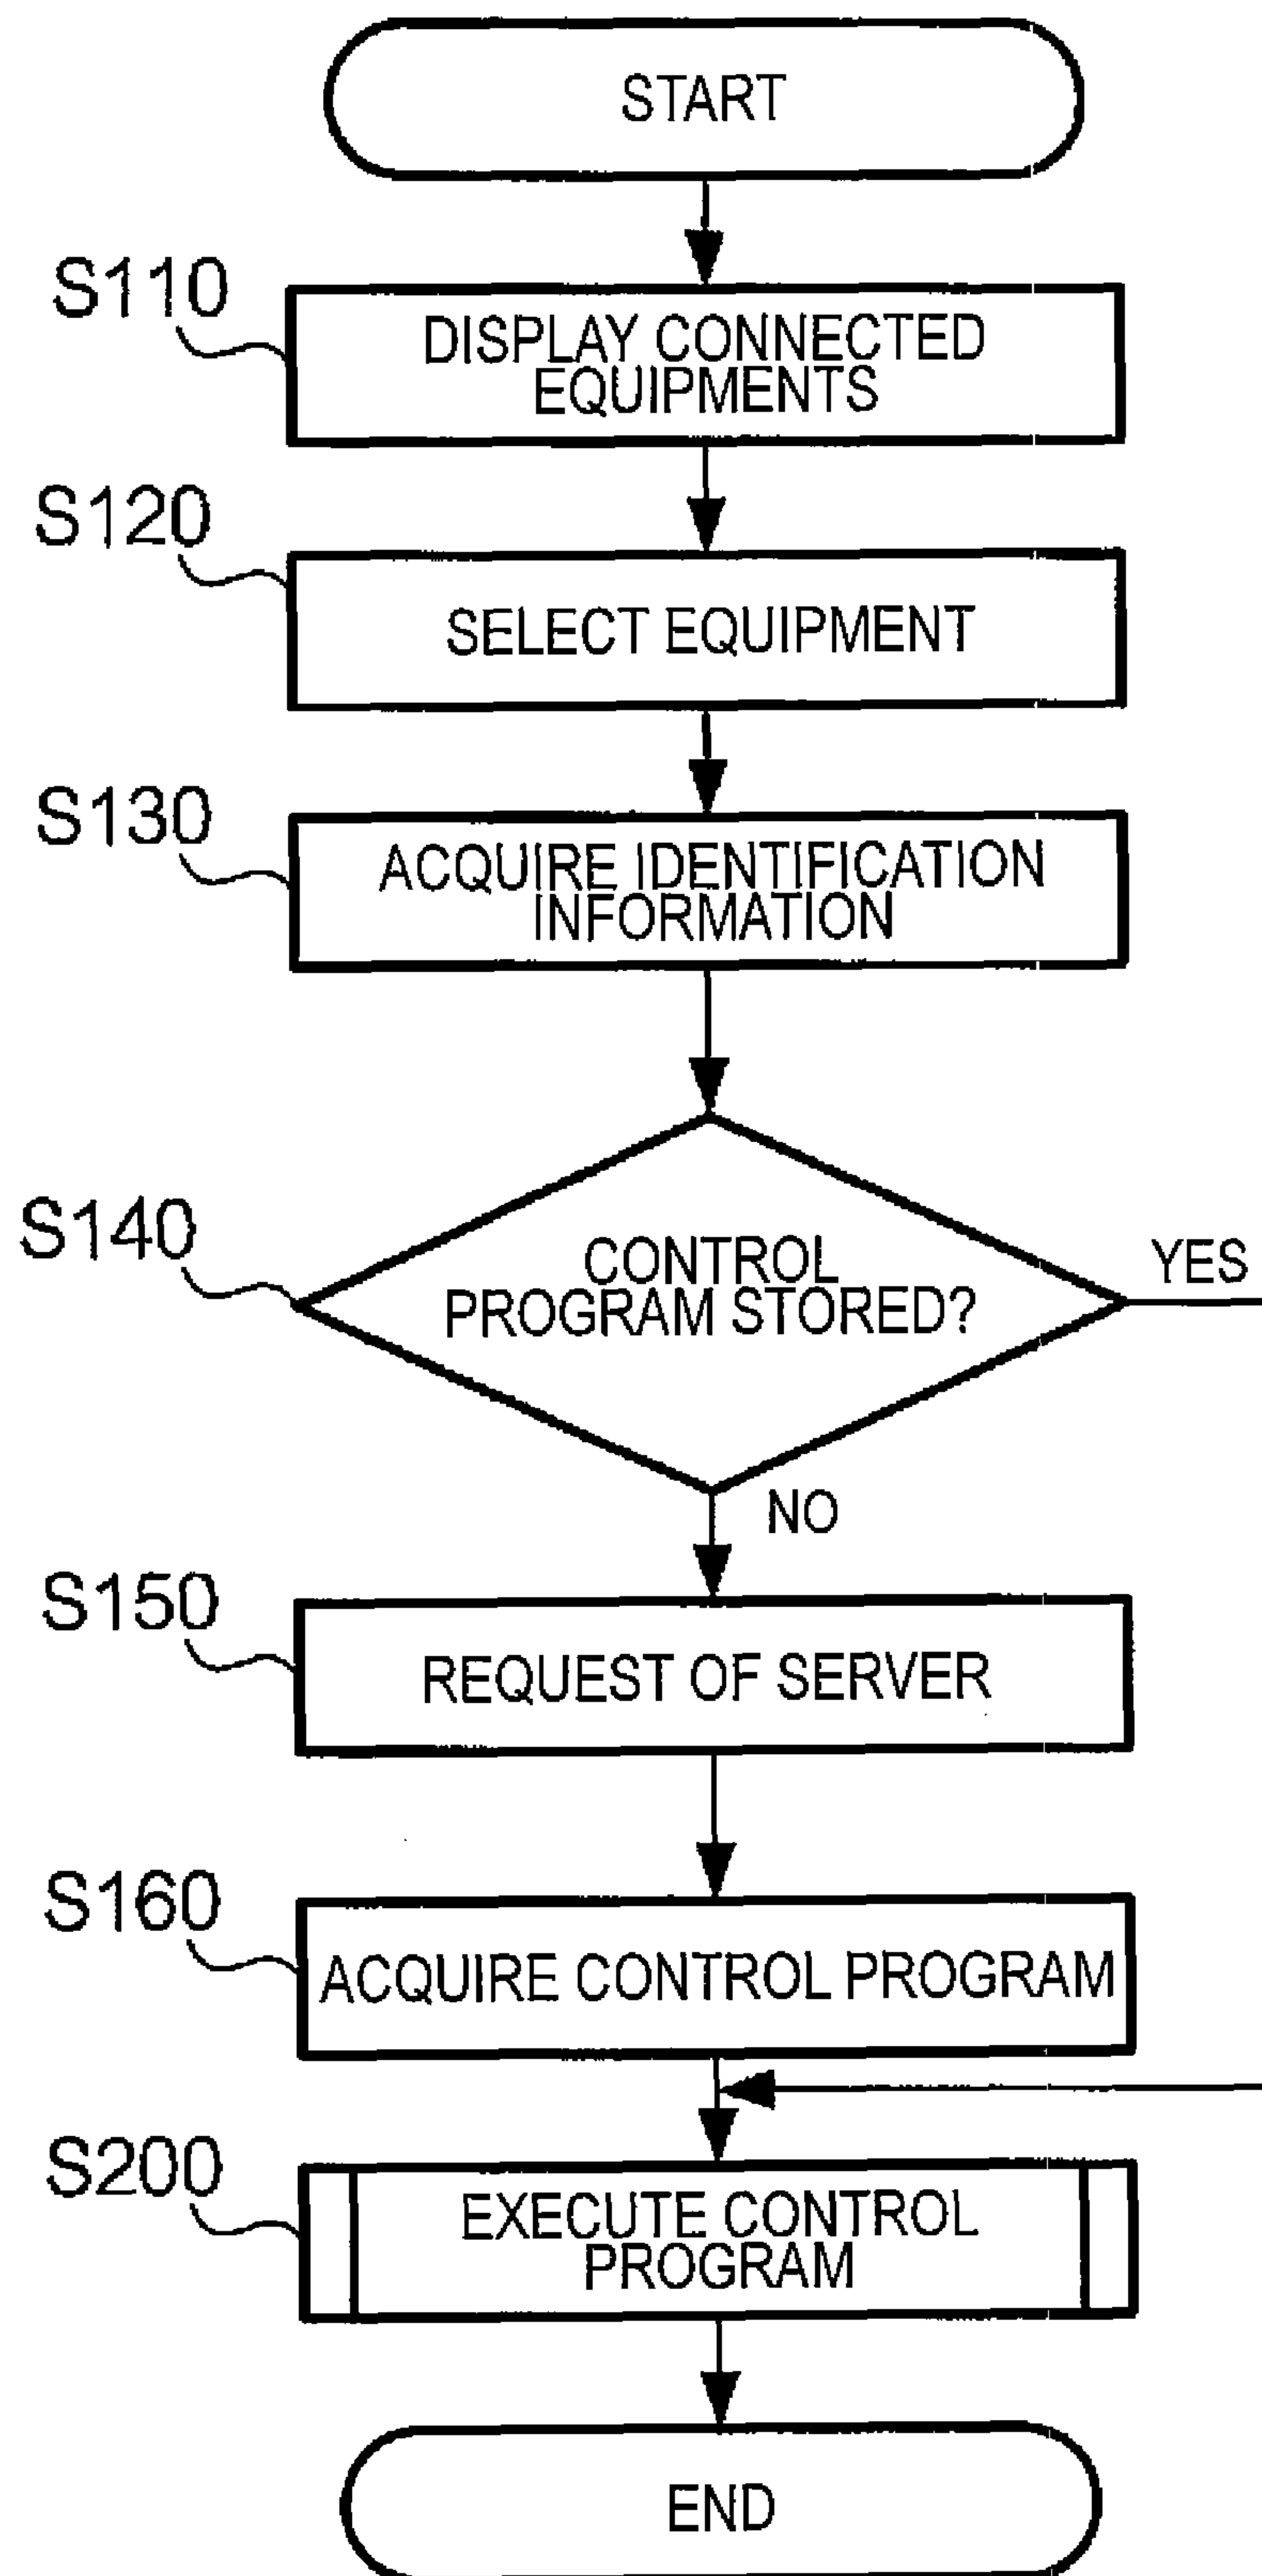 START
S110
DISPLAY CONNECTED
EQUIPMENTS
S120
SELECT EQUIPMENT
S130
ACQUIRE IDENTIFICATION
INFORMATION
S140
CONTROL
PROGRAM STORED?
YES
NO
S150
REQUEST OF SERVER
S160
ACQUIRE CONTROL PROGRAM
S200
EXECUTE CONTROL
PROGRAM
END